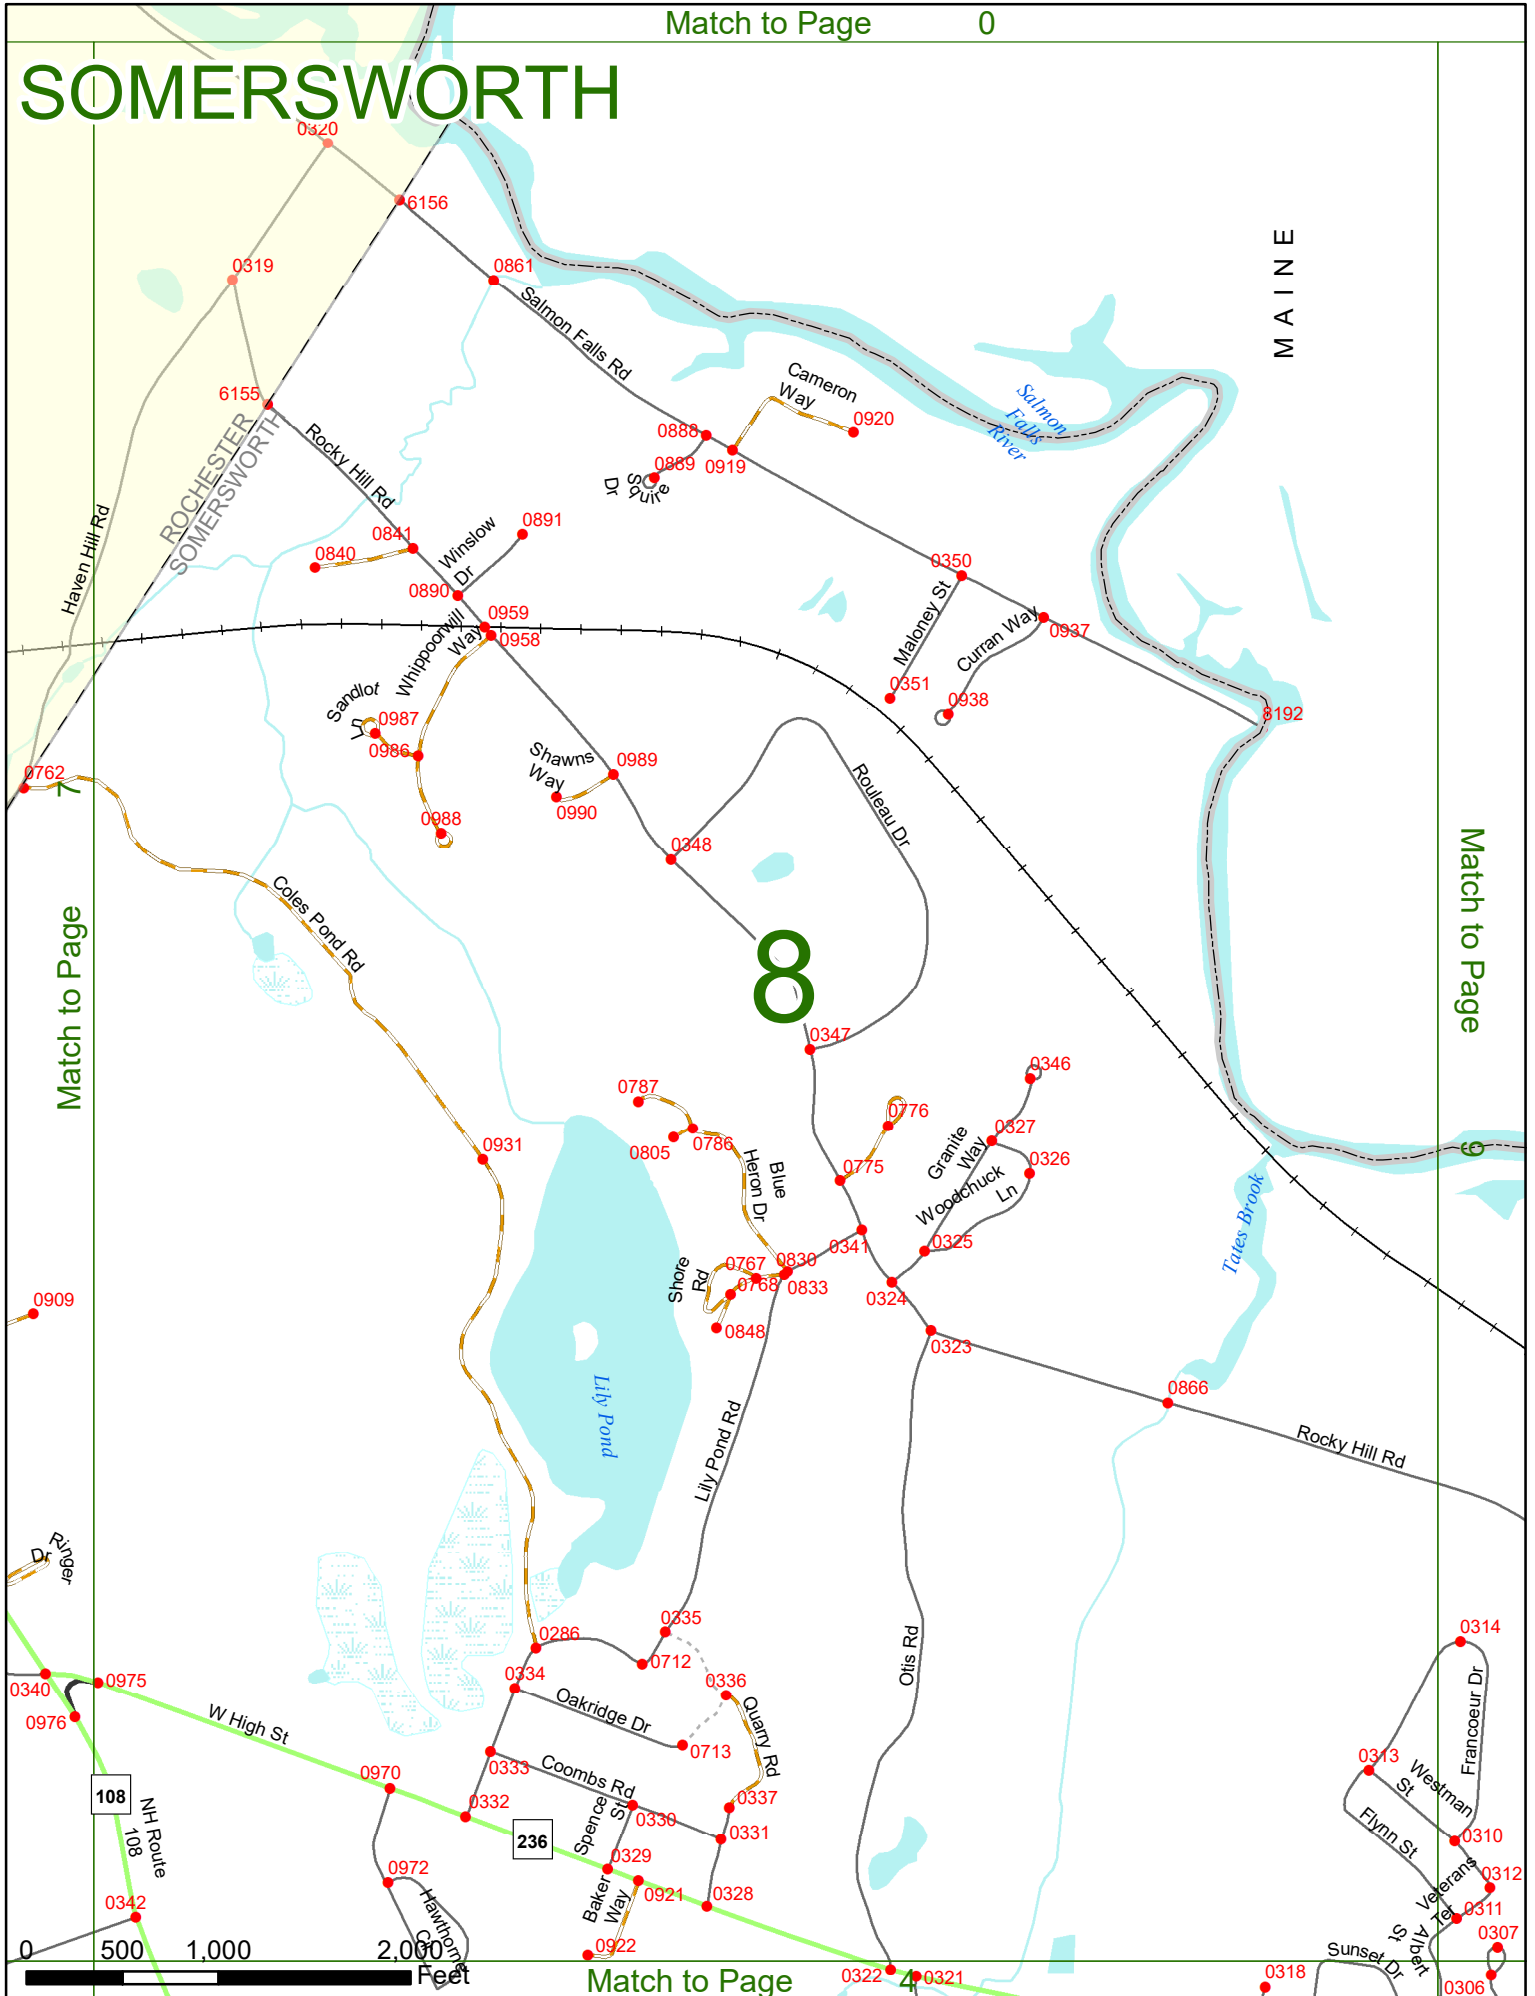 Match to Page 0
SOMERSWORTH
0320
6156
0319
0861
MAINE
Salmon Falls Rd
6155
ROCHESTER
SOMERSWORTH
Haven Hill Rd
Rocky Hill Rd
Cameron
Way
0920
0888
0919
0889
Squire
Dr
Salmon
Falls
River
0841
0840
Winslow
Dr
0891
0890
0959
0958
Whippoorwill
Way
0350
Maloney St
Curran Way
0937
0351
0938
8192
Sandlot
Ln
0987
0986
0988
Shawns
Way
0989
0990
0762
7
Match to Page
Coles Pond Rd
0348
Rouleau Dr
8
Match to Page
9
0347
0346
0787
0786
0805
0776
0775
Granite
Way
0327
0326
Woodchuck
Ln
0325
0931
Blue
Heron Dr
0341
0830
0833
0767
0768
Shore
Rd
0848
0324
0323
Tates Brook
0909
0866
Rocky Hill Rd
Lily Pond
Lily Pond Rd
Ringer
Dr
Otis Rd
0335
0286
0712
0334
0336
Oakridge Dr
0713
Quarry Rd
0340
0975
0976
W High St
0333
Coombs Rd
0970
0332
0337
0330
0331
Spence
St
236
108
NH Route
108
0329
0921
Baker
Way
0328
0972
Hawthorne
Cir
0342
0922
0314
Francoeur Dr
0313
Westman
St
Flynn St
0310
0312
Veterans
Ter
0311
Albert
St
0307
Sunset Dr
0306
0318
0322
0321
0 500 1,000 2,000
Feet
Match to Page 4